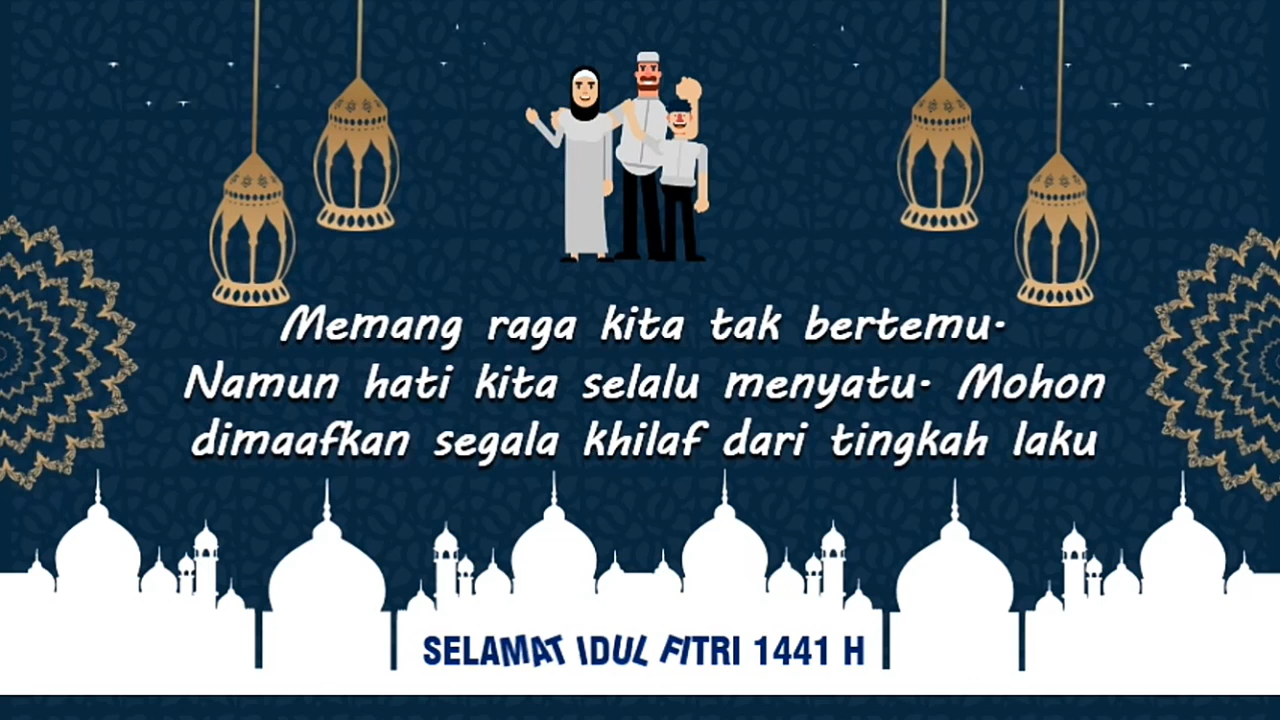 Memang raga kita tak bertemu.
Namun hati kita selalu menyatu. Mohon
dimaafkan segala khilaf dari tingkah laku
SELAMAT IDUL FITRI 1441 H